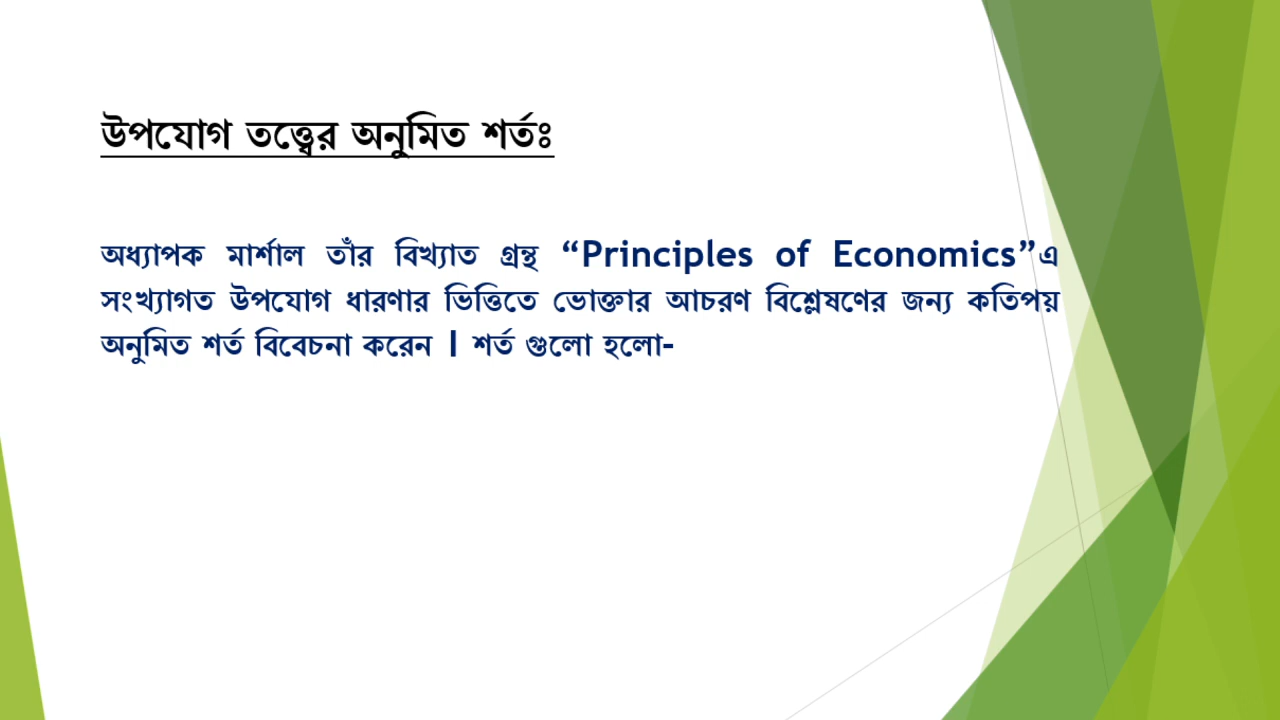 উপযোগ তত্ত্বের অনুমিত শর্তঃ
অধ্যাপক মার্শাল তাঁর বিখ্যাত গ্রন্থ “Principles of Economics”এ
সংখ্যাগত উপযোগ ধারণার ভিত্তিতে ভোক্তার আচরণ বিশ্লেষণের জন্য কতিপয়
অনুমিত শর্ত বিবেচনা করেন । শর্ত গুলো হলো-